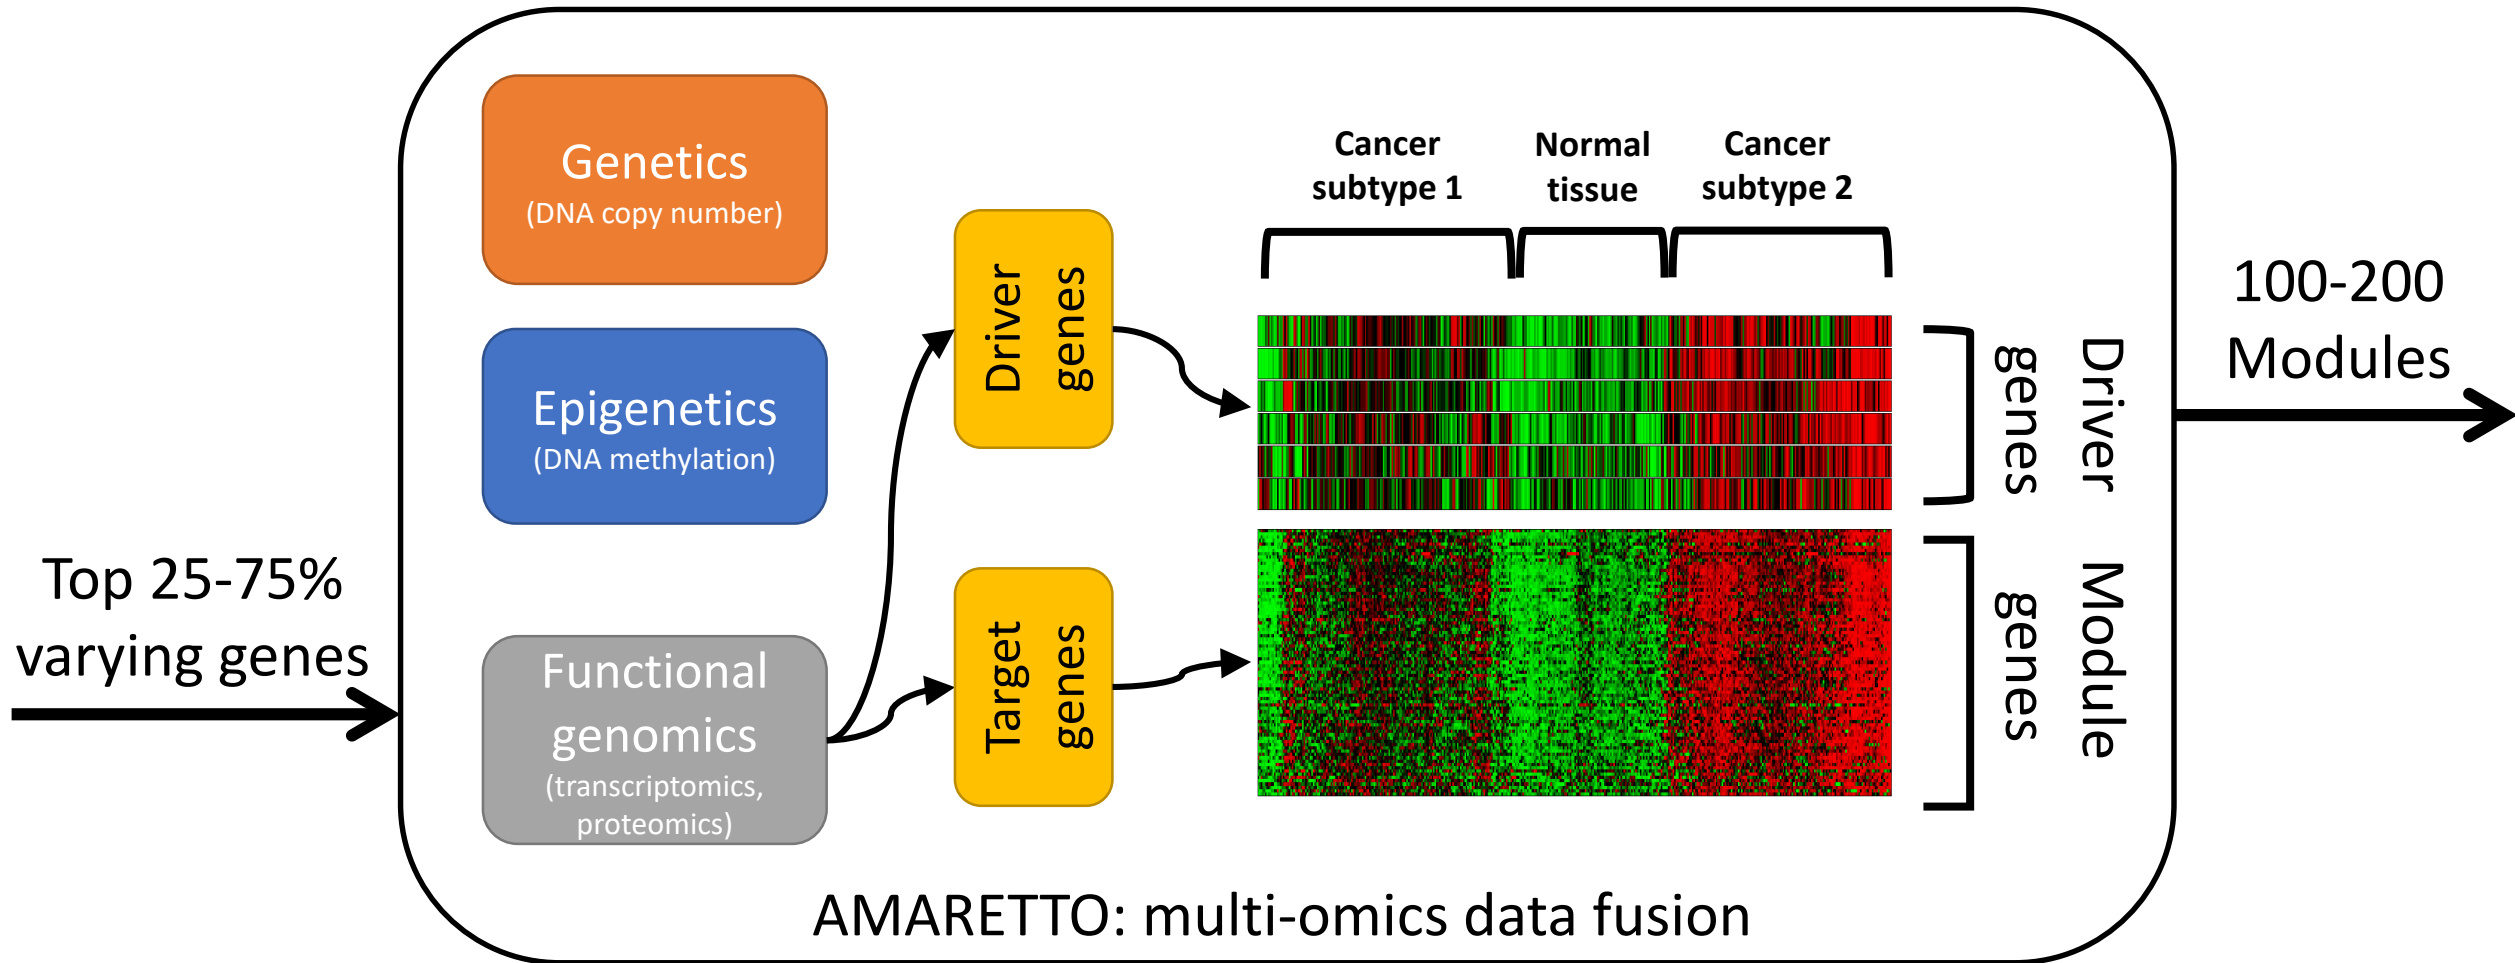 Top 25-75%
varying genes
Genetics
(DNA copy number)
Epigenetics
(DNA methylation)
Functional
genomics
(transcriptomics,
proteomics)
Driver
genes
Target
genes
Cancer
subtype 1
Normal
tissue
Cancer
subtype 2
Driver
genes
Module
genes
100-200
Modules
AMARETTO: multi-omics data fusion